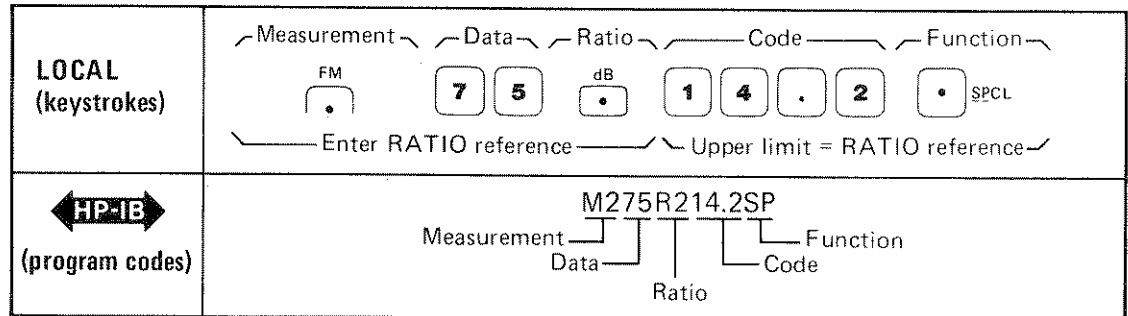 LOCAL
(keystrokes)
Measurement Data Ratio Code Function
FM dB
• 7 5 • 1 4 . 2 • SPCL
Enter RATIO reference Upper limit = RATIO reference
HP-IB
(program codes)
M275R214.2SP
Measurement Function
Data Code
Ratio